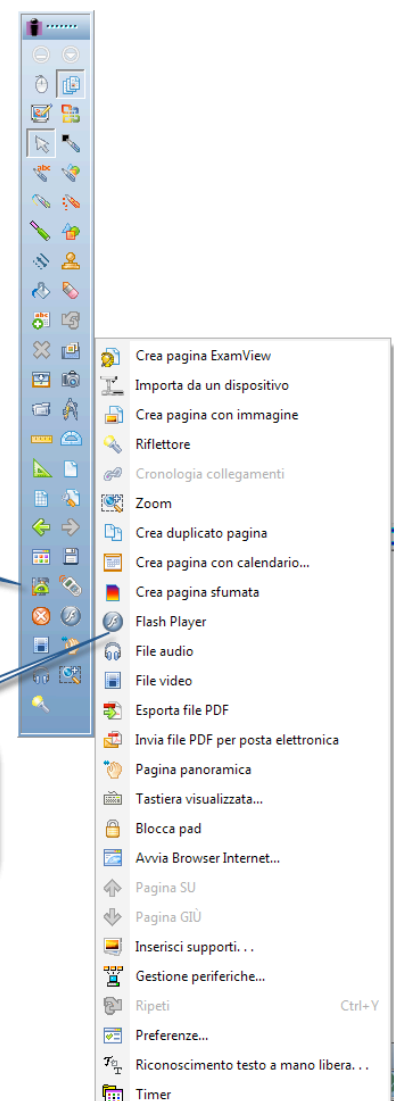 abc
abc
Crea pagina ExamView
Importa da un dispositivo
Crea pagina con immagine
Riflettore
Cronologia collegamenti
Zoom
Crea duplicato pagina
Crea pagina con calendario...
Crea pagina sfumata
Flash Player
File audio
File video
Esporta file PDF
Invia file PDF per posta elettronica
Pagina panoramica
Tastiera visualizzata...
Blocca pad
Avvia Browser Internet...
Pagina SU
Pagina GIÙ
Inserisci supporti. . .
Gestione periferiche...
Ripeti Ctrl+Y
Preferenze...
Riconoscimento testo a mano libera. . .
Timer